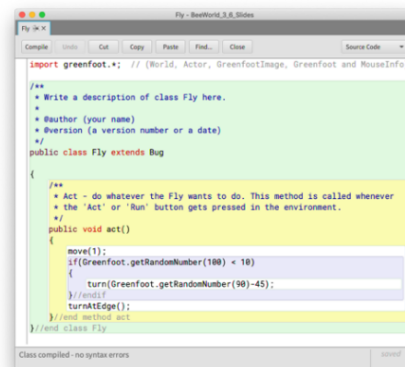 Fly - BeeWorld_3_6_Slides
Fly
Compile Undo Cut Copy Paste Find... Close Source Code
import greenfoot.*; // (World, Actor, GreenfootImage, Greenfoot and MouseInfo
/**
* Write a description of class Fly here.
*
* @author (your name)
* @version (a version number or a date)
*/
public class Fly extends Bug
{
/**
* Act - do whatever the Fly wants to do. This method is called whenever
* the 'Act' or 'Run' button gets pressed in the environment.
*/
public void act()
{
move(1);
if(Greenfoot.getRandomNumber(100) < 10)
{
turn(Greenfoot.getRandomNumber(90)-45);
}//endif
turnAtEdge();
}//end method act
}//end class Fly
Class compiled - no syntax errors saved